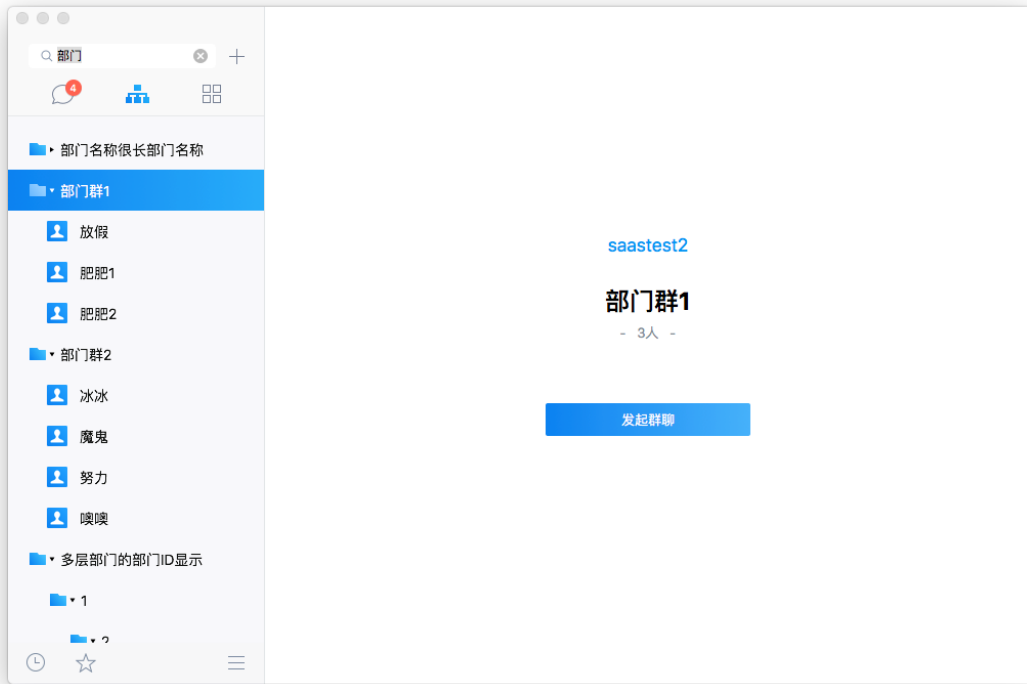 部门
4
部门名称很长部门名称
部门群1
放假
肥肥1
肥肥2
部门群2
冰冰
魔鬼
努力
噢噢
多层部门的部门ID显示
1
2
saastest2
部门群1
- 3人 -
发起群聊